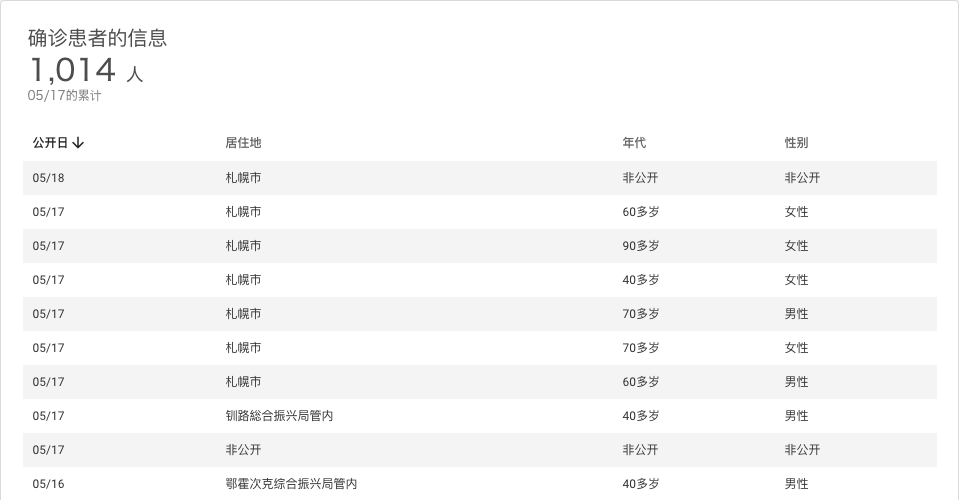 确诊患者的信息
1,014 人
05/17的累计
公开日 居住地 年代 性别
05/18 札幌市 非公开 非公开
05/17 札幌市 60多岁 女性
05/17 札幌市 90多岁 女性
05/17 札幌市 40多岁 女性
05/17 札幌市 70多岁 男性
05/17 札幌市 70多岁 女性
05/17 札幌市 60多岁 男性
05/17 钏路総合振兴局管内 40多岁 男性
05/17 非公开 非公开 非公开
05/16 鄂霍次克综合振兴局管内 40多岁 男性